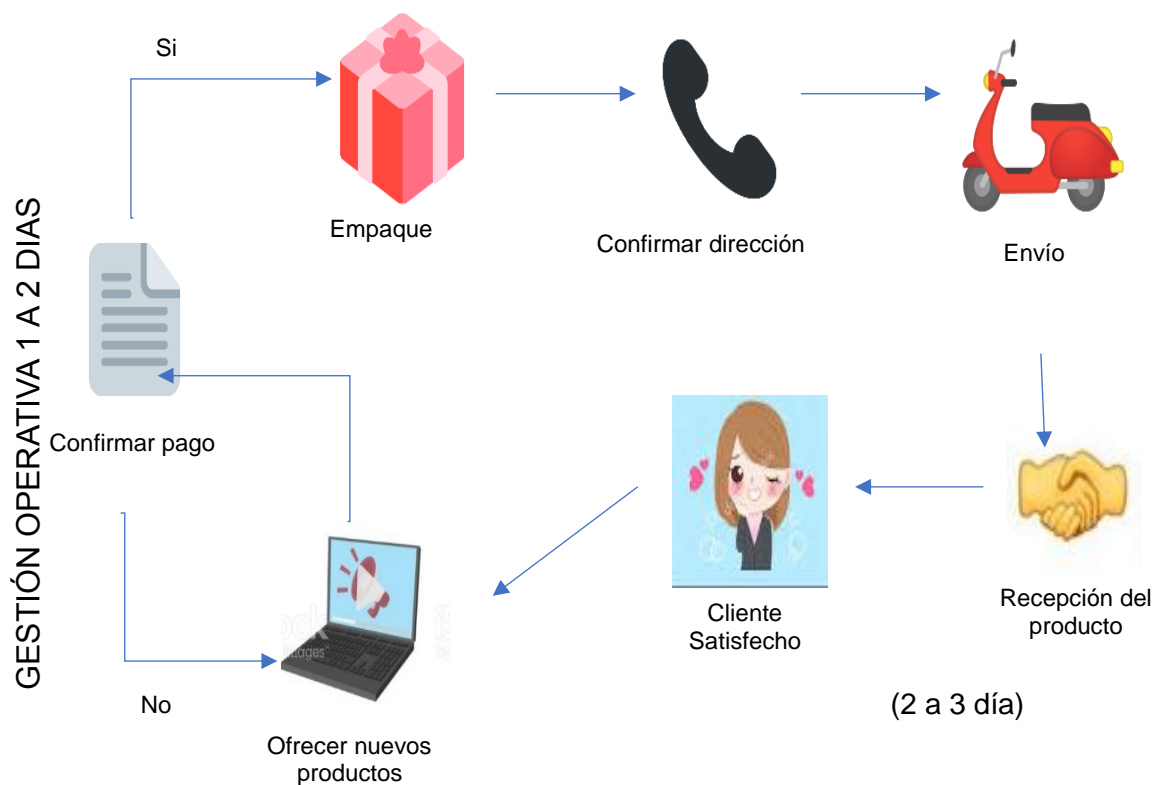 GESTIÓN OPERATIVA 1 A 2 DIAS
Si
Empaque
Confirmar dirección
Envío
Confirmar pago
No
Ofrecer nuevos
productos
Cliente
Satisfecho
Recepción del
producto
(2 a 3 día)